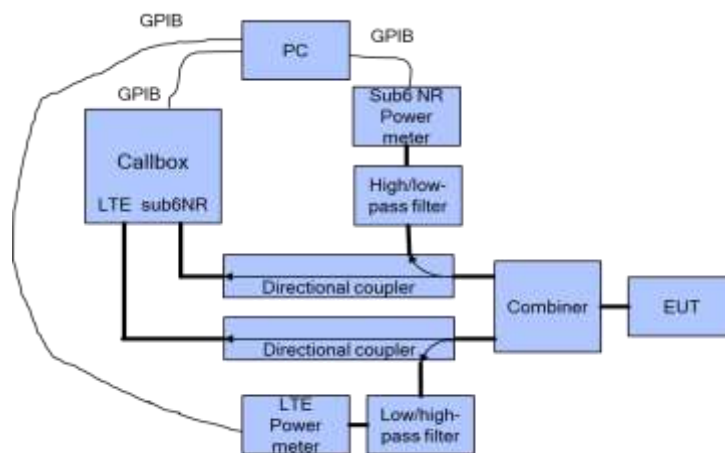 GPIB
PC
GPIB
GPIB
Sub6 NR
Power
meter
Callbox
LTE sub6NR
High/low-
pass filter
Directional coupler
Combiner
EUT
Directional coupler
LTE
Power
meter
Low/high-
pass filter